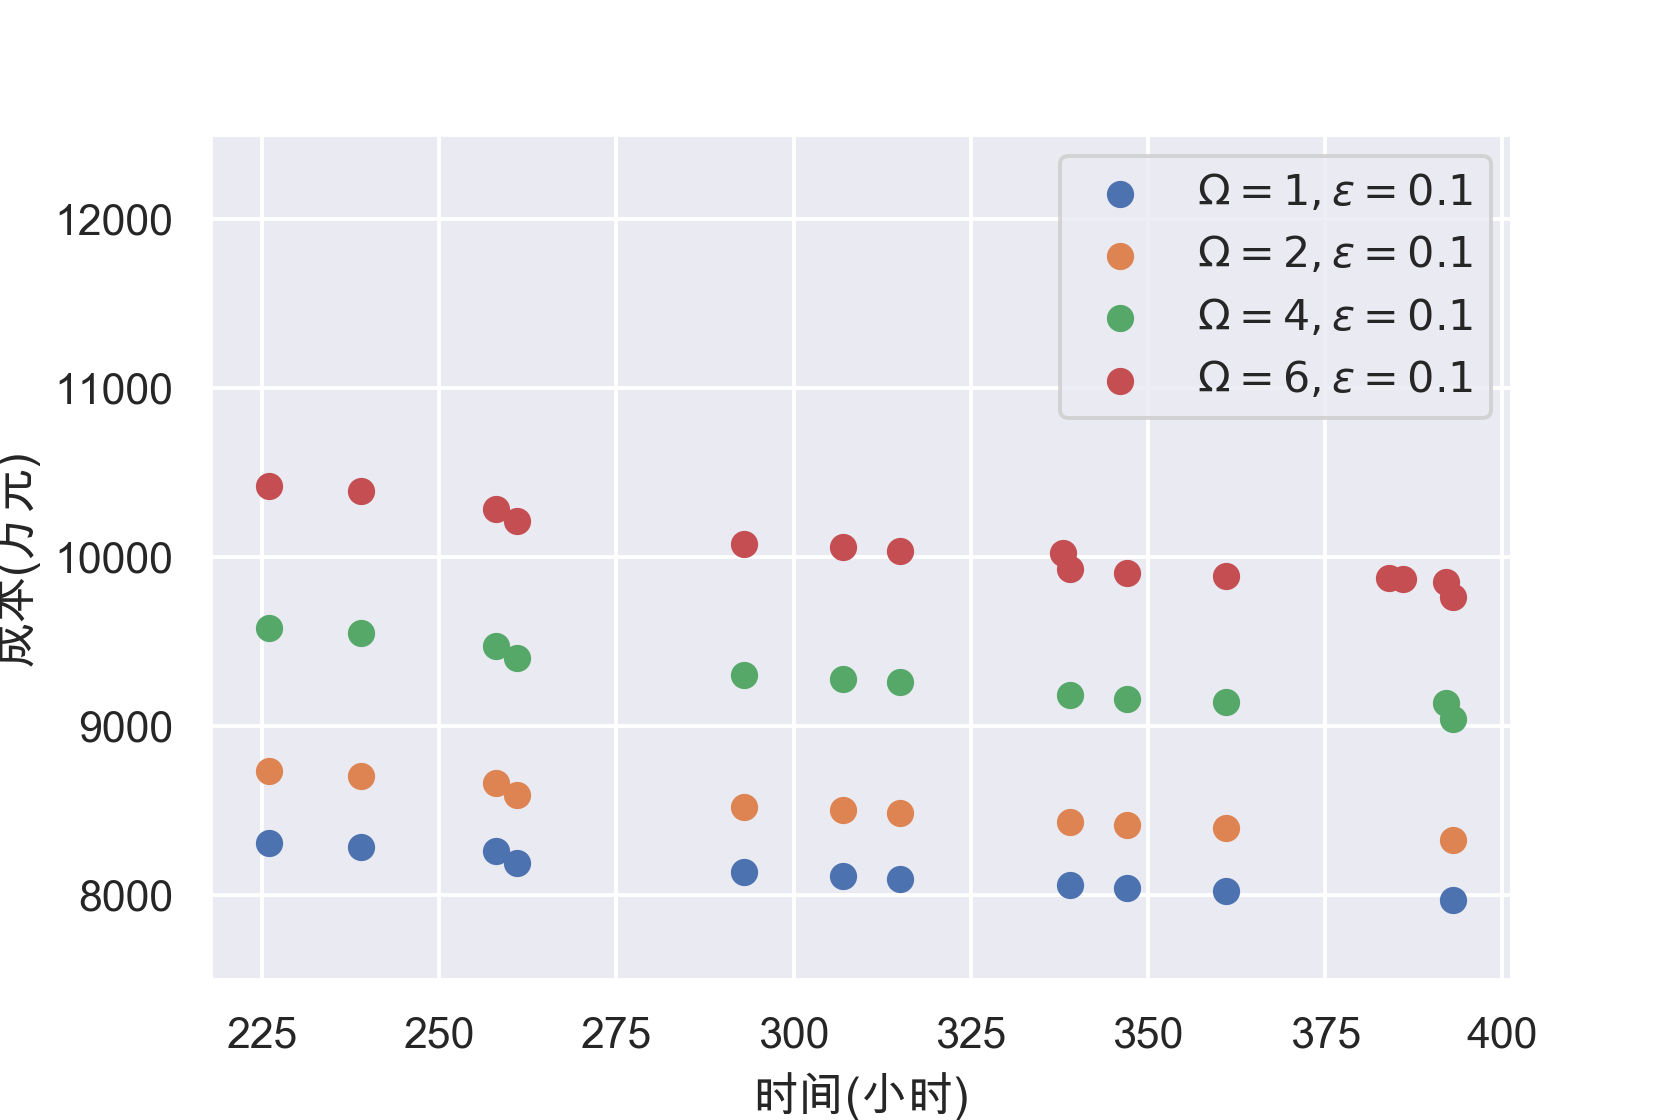 Ω = 1, ε = 0.1
Ω = 2, ε = 0.1
Ω = 4, ε = 0.1
Ω = 6, ε = 0.1
12000
11000
10000
9000
8000
成本(万元)
225 250 275 300 325 350 375 400
时间(小时)